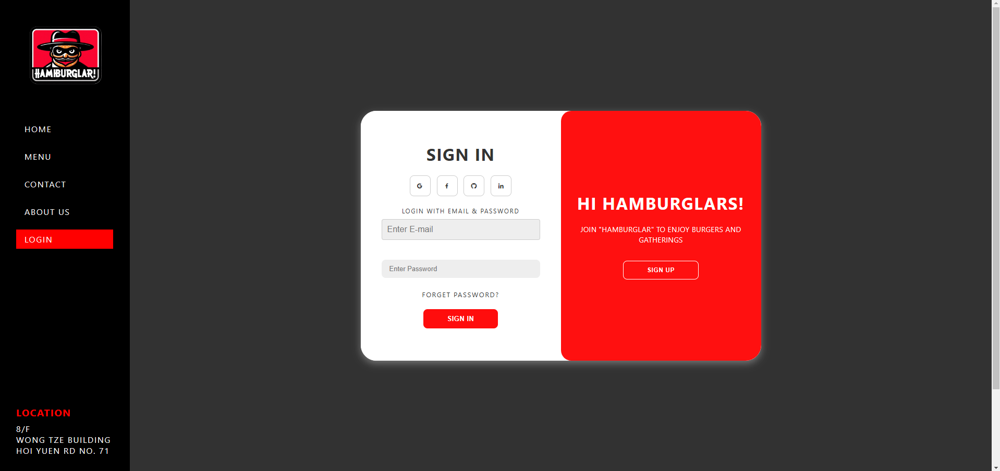 HAMBURGLAR!
HOME
MENU
CONTACT
ABOUT US
LOGIN
LOCATION
8/F
WONG TZE BUILDING
HOI YUEN RD NO. 71
SIGN IN
LOGIN WITH EMAIL & PASSWORD
Enter E-mail
Enter Password
FORGET PASSWORD?
SIGN IN
HI HAMBURGLARS!
JOIN "HAMBURGLAR" TO ENJOY BURGERS AND
GATHERINGS
SIGN UP